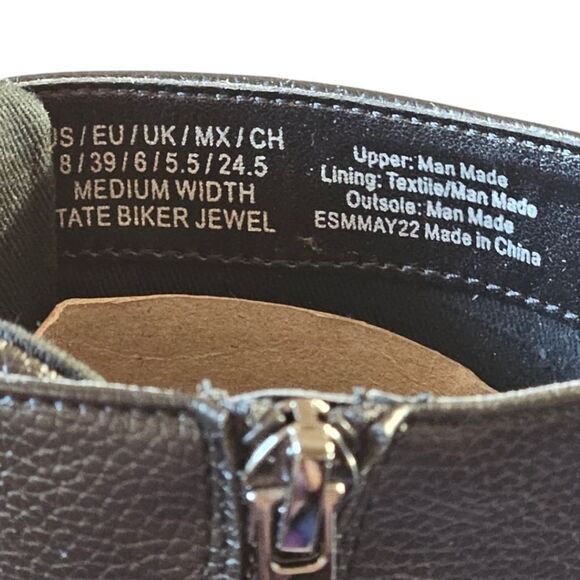 US/EU/UK/MX/CH
8/39/6/5.5/24.5
MEDIUM WIDTH
TATE BIKER JEWEL
Upper: Man Made
Lining: Textile/Man Made
Outsole: Man Made
ESMMAY22 Made in China